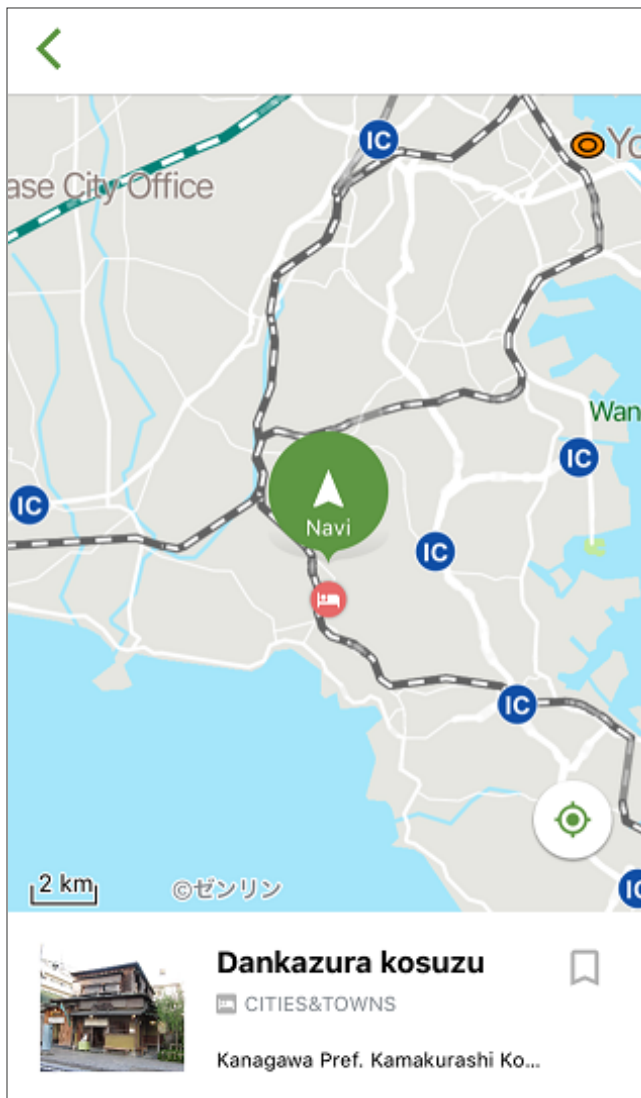 IC
Yo
ase City Office
Wan
IC
IC
IC
Navi
IC
IC
2 km
©ゼンリン
Dankazura kosuzu
CITIES&TOWNS
Kanagawa Pref. Kamakurashi Ko...